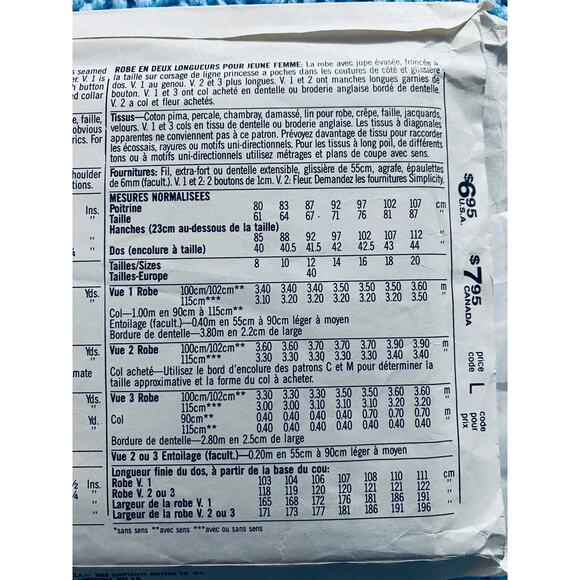 ROBE EN DEUX LONGUEURS POUR JEUNE FEMME: La robe avec jupe évasée, froncée à
la taille sur corsage de ligne princesse a poches dans les coutures de côté et glissière
dos. V. 1 au genou. V. 2 et 3 plus longues. V. 1 et 2 ont manches longues garnies de
bouton. V. 1 et 3 ont col acheté en dentelle ou broderie anglaise bordé de dentelle.
V. 2 a col et fleur achetés.
Tissus—Coton pima, percale, chambray, damassé, lin pour robe, crêpe, faille, jacquards,
velours. V. 1 et 3 cols en tissu de dentelle ou broderie anglaise. Les tissus à diagonales
apparentes ne conviennent pas à ce patron. Prévoyez davantage de tissu pour raccorder
les écossais, rayures ou motifs uni-directionnels. Pour les tissus à long poil, de différents
tons ou à motifs uni-directionnels utilisez métrages et plans de coupe avec sens.
Fournitures: Fil, extra-fort ou dentelle extensible, glissière de 55cm, agrafe, épaulettes
de 6mm (facult.). V. 1 et 2: 2 boutons de 1cm. V. 2: Fleur. Demandez les fournitures Simplicity.
MESURES NORMALISEES
Poitrine 80 83 87 92 97 102 107 cm
Taille 61 64 67 71 76 81 87 "
Hanches (23cm au-dessous de la taille)
85 88 92 97 102 107 112 "
Dos (encolure à taille) 40 40.5 41.5 42 42.5 43 44 "
Tailles/Sizes 8 10 12 14 16 18 20
Tailles-Europe 40
Vue 1 Robe 100cm/102cm** 3.40 3.40 3.40 3.50 3.50 3.50 3.60 m
115cm*** 3.10 3.20 3.20 3.20 3.20 3.20 3.50 "
Col—1.00m en 90cm à 115cm**
Entoilage (facult.)—0.40m en 55cm à 90cm léger à moyen
Bordure de dentelle—3.80m en 2.2cm de large
Vue 2 Robe 100cm/102cm** 3.60 3.60 3.60 3.70 3.70 3.90 3.90 m
115cm*** 3.30 3.30 3.30 3.30 3.30 3.40 3.40 "
Col acheté—Utilisez le bord d'encolure des patrons C et M pour déterminer la
taille approximative et la forme du col à acheter.
Vue 3 Robe 100cm/102cm** 3.30 3.30 3.30 3.50 3.50 3.60 3.60 m
115cm*** 3.00 3.00 3.10 3.10 3.10 3.20 3.20 "
Col 90cm** 0.40 0.40 0.40 0.40 0.70 0.70 0.70 "
115cm** 0.40 0.40 0.40 0.40 0.40 0.40 0.40 "
Bordure de dentelle—2.80m en 2.5cm de large
Vue 2 ou 3 Entoilage (facult.)—0.20m en 55cm à 90cm léger à moyen
Longueur finie du dos, à partir de la base du cou:
Robe V. 1 103 104 106 107 108 110 111 cm
Robe V. 2 ou 3 118 119 120 120 121 121 122 "
Largeur de la robe V. 1 165 168 172 176 181 186 191 "
Largeur de la robe V. 2 ou 3 171 173 177 181 186 191 196 "
*sans sens **avec sens ***avec ou sans sens
$6.95
U.S.A.
$7.95
CANADA
price
code
L
code
pour
prix
s seamed
er. V. 1 is
button
d collar
e, faille,
obvious
rics. For
houlder
tions.
Ins.
"
"
"
Yds.
"
Yds.
"
mate
Yds.
"
Yd.
"
½ Ins.
"
"
"